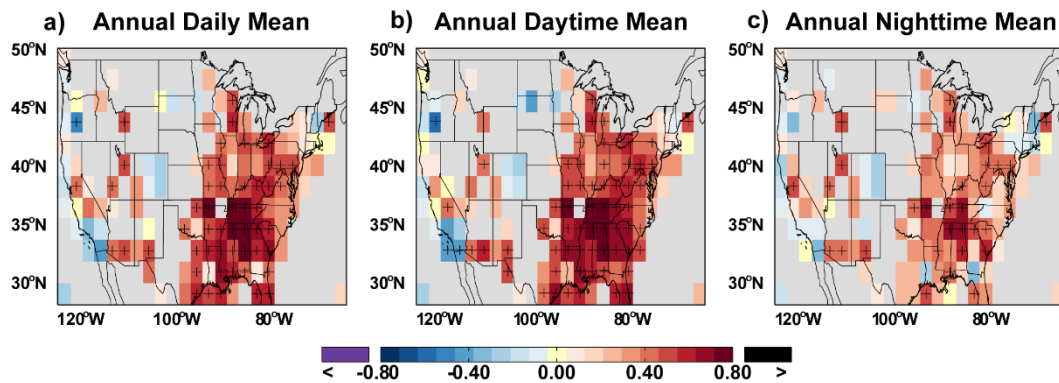 a) Annual Daily Mean
b) Annual Daytime Mean
c) Annual Nighttime Mean
50°N
45°N
40°N
35°N
30°N
120°W 100°W 80°W
50°N
45°N
40°N
35°N
30°N
120°W 100°W 80°W
50°N
45°N
40°N
35°N
30°N
120°W 100°W 80°W
< -0.80 -0.40 0.00 0.40 0.80 >